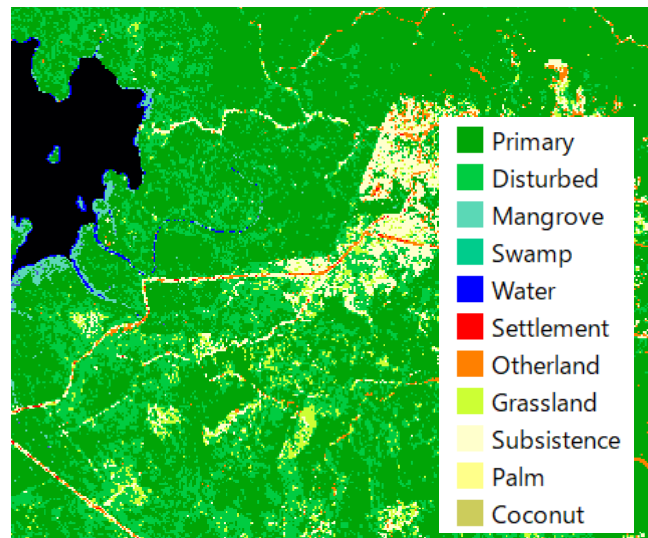 Primary
Disturbed
Mangrove
Swamp
Water
Settlement
Otherland
Grassland
Subsistence
Palm
Coconut